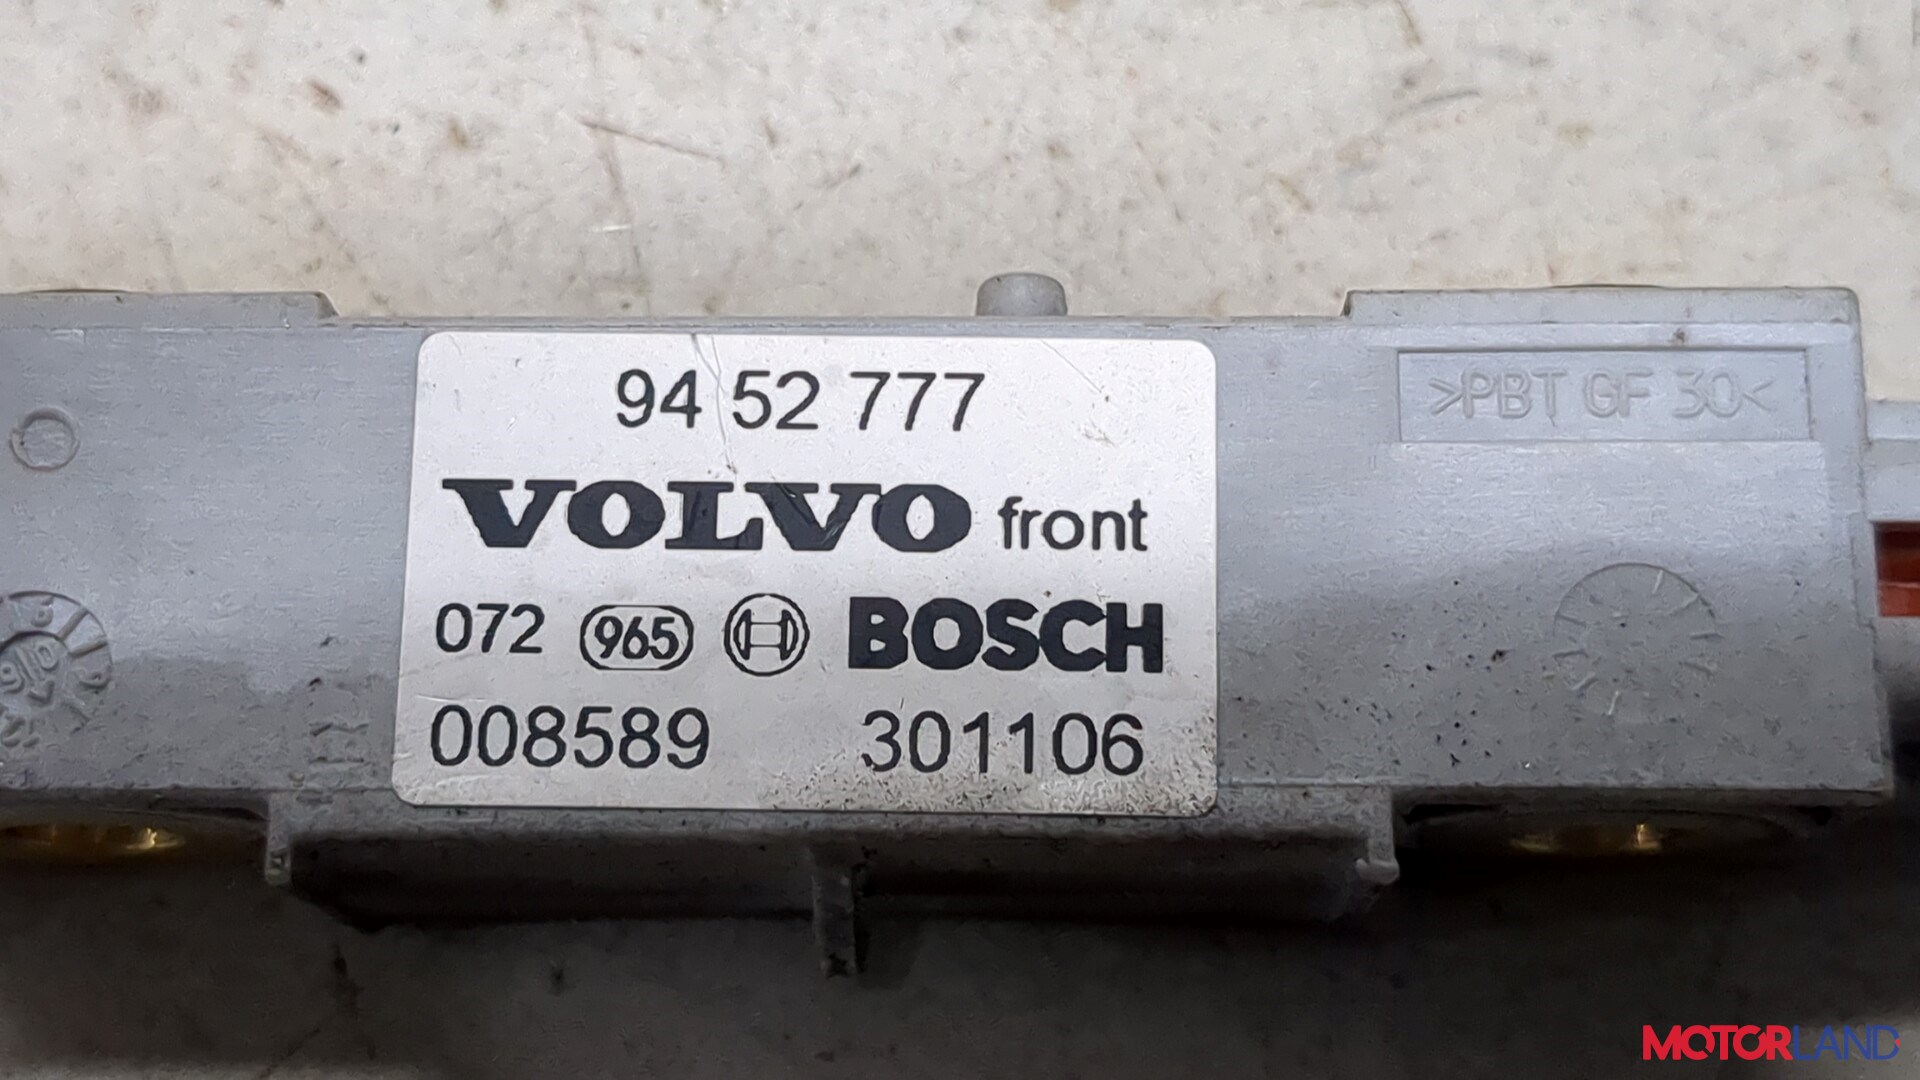 94 52 777
>PBT GF 30<
VOLVO front
072 965 BOSCH
008589 301106
MOTORLAND